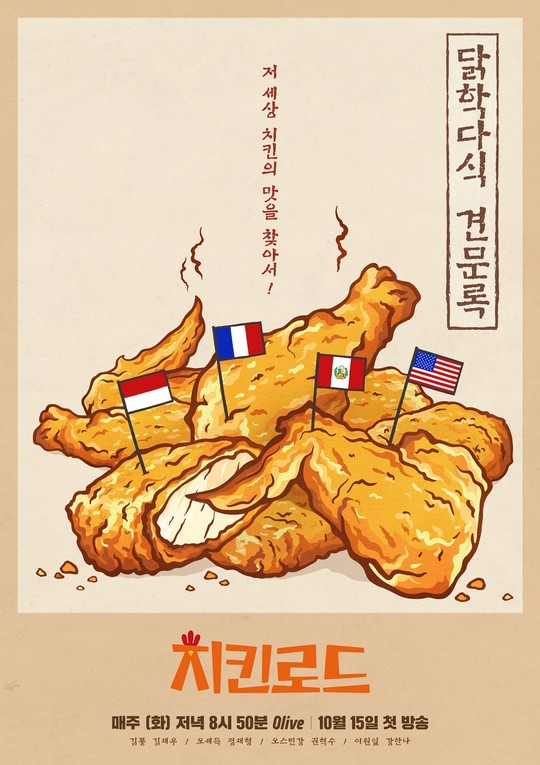 닭학다식 견문록
저 세상 치킨의 맛을 찾아서!
치킨로드
매주 (화) 저녁 8시 50분 Olive | 10월 15일 첫 방송
김풍 김재우 / 오세득 정재형 / 오스틴강 권혁수 / 이원일 강한나